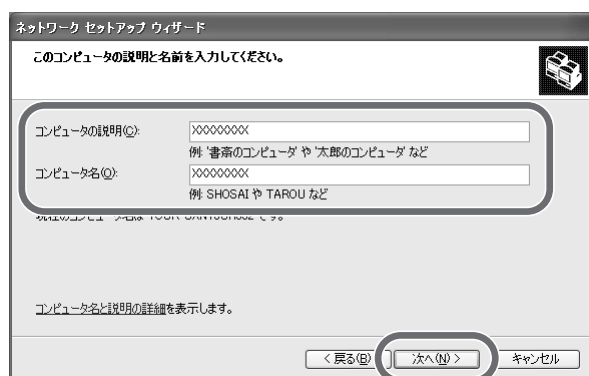 ネットワーク セットアップ ウィザード
このコンピュータの説明と名前を入力してください。
コンピュータの説明(C):
XXXXXXXX
例: '書斎のコンピュータ' や '太郎のコンピュータ' など
コンピュータ名(O):
XXXXXXXX
例: SHOSAI や TAROU など
コンピュータ名と説明の詳細を表示します。
< 戻る(B)
次へ(N) >
キャンセル